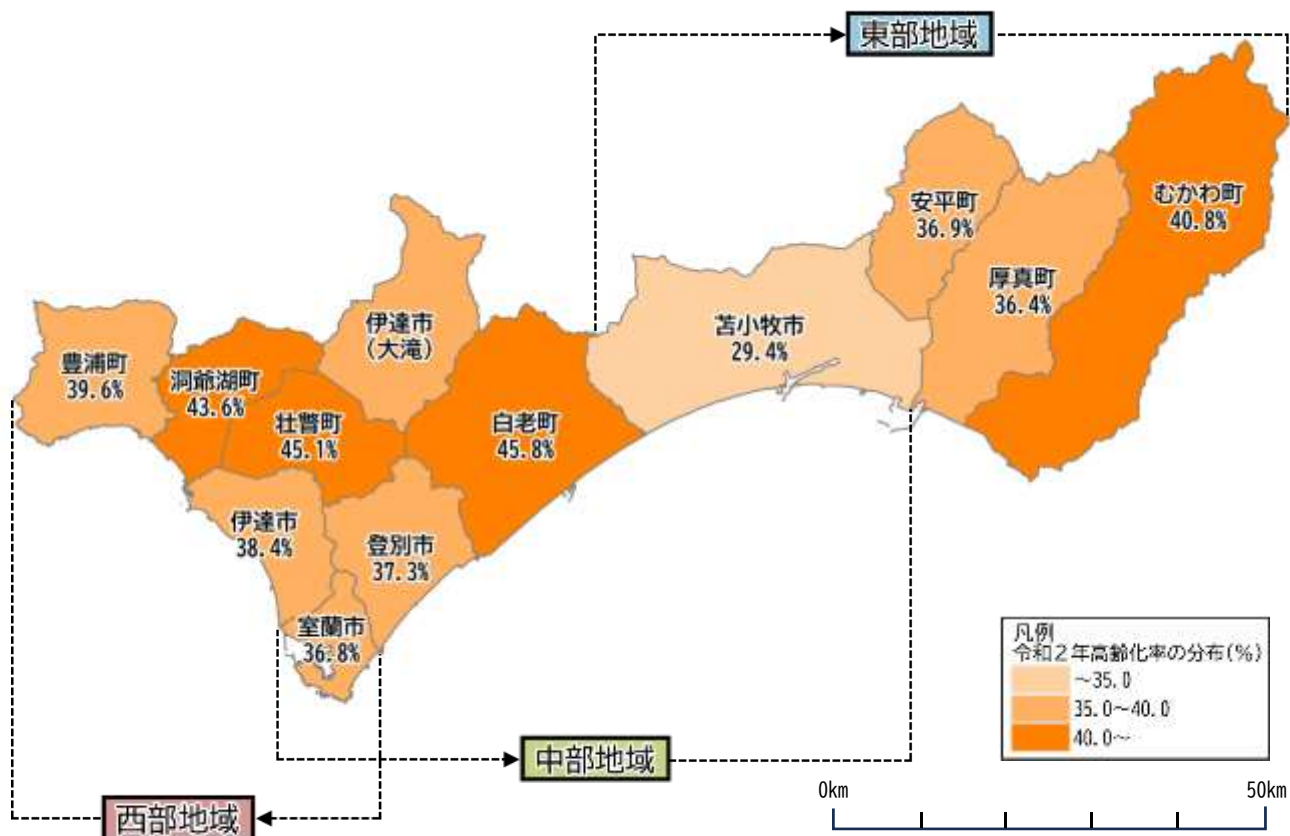 東部地域
むかわ町
40.8%
安平町
36.9%
厚真町
36.4%
苫小牧市
29.4%
伊達市
(大滝)
豊浦町
39.6%
洞爺湖町
43.6%
壮瞥町
45.1%
白老町
45.8%
伊達市
38.4%
登別市
37.3%
室蘭市
36.8%
凡例
令和2年高齢化率の分布(%)
~35.0
35.0~40.0
40.0~
中部地域
西部地域
0km
50km